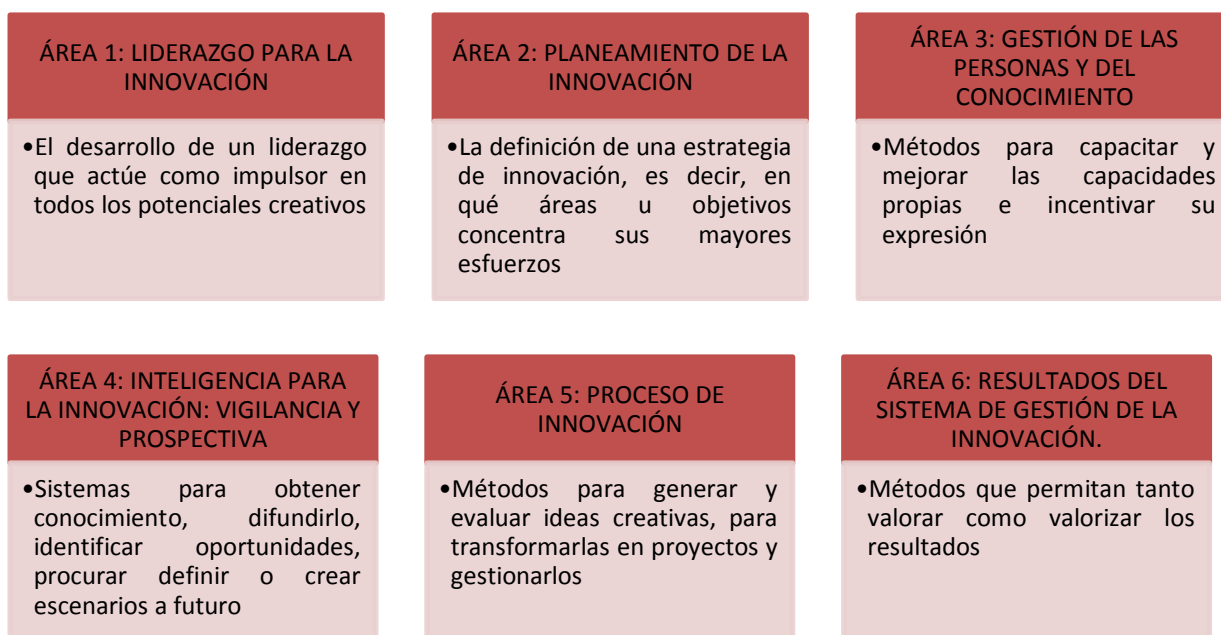 ÁREA 1: LIDERAZGO PARA LA
INNOVACIÓN
•El desarrollo de un liderazgo
que actúe como impulsor en
todos los potenciales creativos
ÁREA 2: PLANEAMIENTO DE LA
INNOVACIÓN
•La definición de una estrategia
de innovación, es decir, en
qué áreas u objetivos
concentra sus mayores
esfuerzos
ÁREA 3: GESTIÓN DE LAS
PERSONAS Y DEL
CONOCIMIENTO
•Métodos para capacitar y
mejorar las capacidades
propias e incentivar su
expresión
ÁREA 4: INTELIGENCIA PARA
LA INNOVACIÓN: VIGILANCIA Y
PROSPECTIVA
•Sistemas para obtener
conocimiento, difundirlo,
identificar oportunidades,
procurar definir o crear
escenarios a futuro
ÁREA 5: PROCESO DE
INNOVACIÓN
•Métodos para generar y
evaluar ideas creativas, para
transformarlas en proyectos y
gestionarlos
ÁREA 6: RESULTADOS DEL
SISTEMA DE GESTIÓN DE LA
INNOVACIÓN.
•Métodos que permitan tanto
valorar como valorizar los
resultados